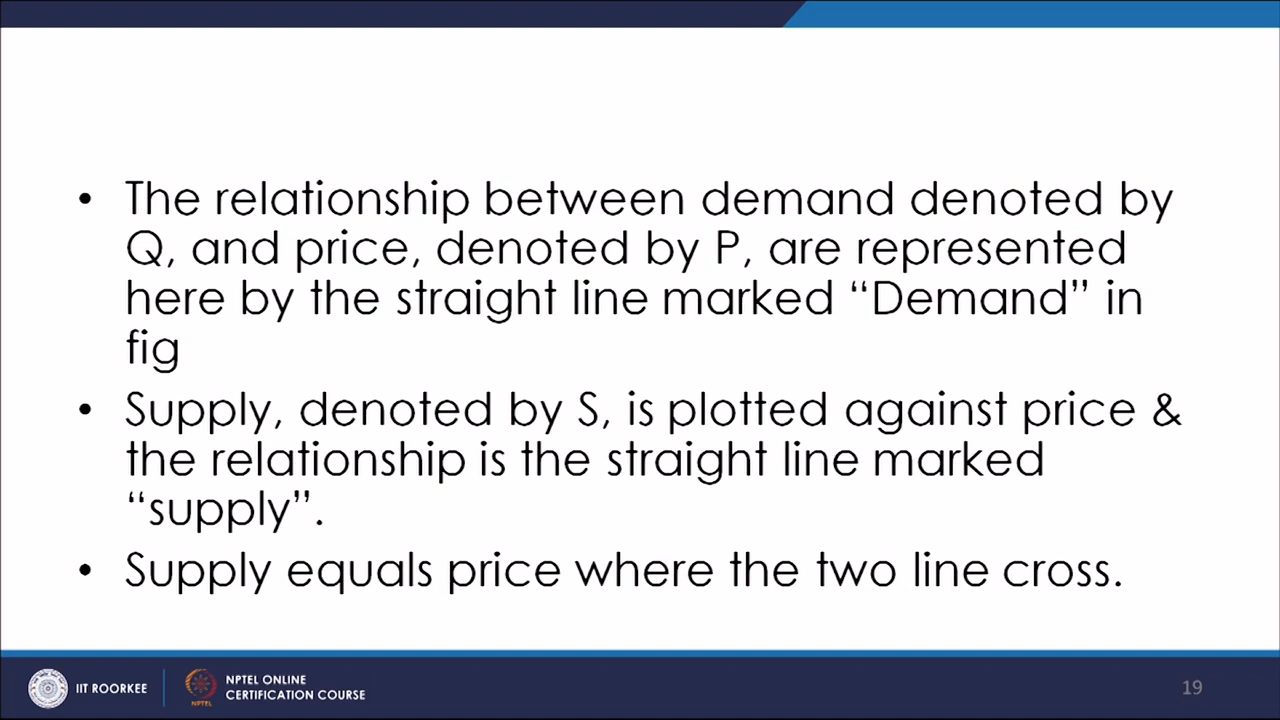 • The relationship between demand denoted by
Q, and price, denoted by P, are represented
here by the straight line marked “Demand” in
fig
• Supply, denoted by S, is plotted against price &
the relationship is the straight line marked
“supply”.
• Supply equals price where the two line cross.
IIT ROORKEE
NPTEL
NPTEL ONLINE
CERTIFICATION COURSE
19